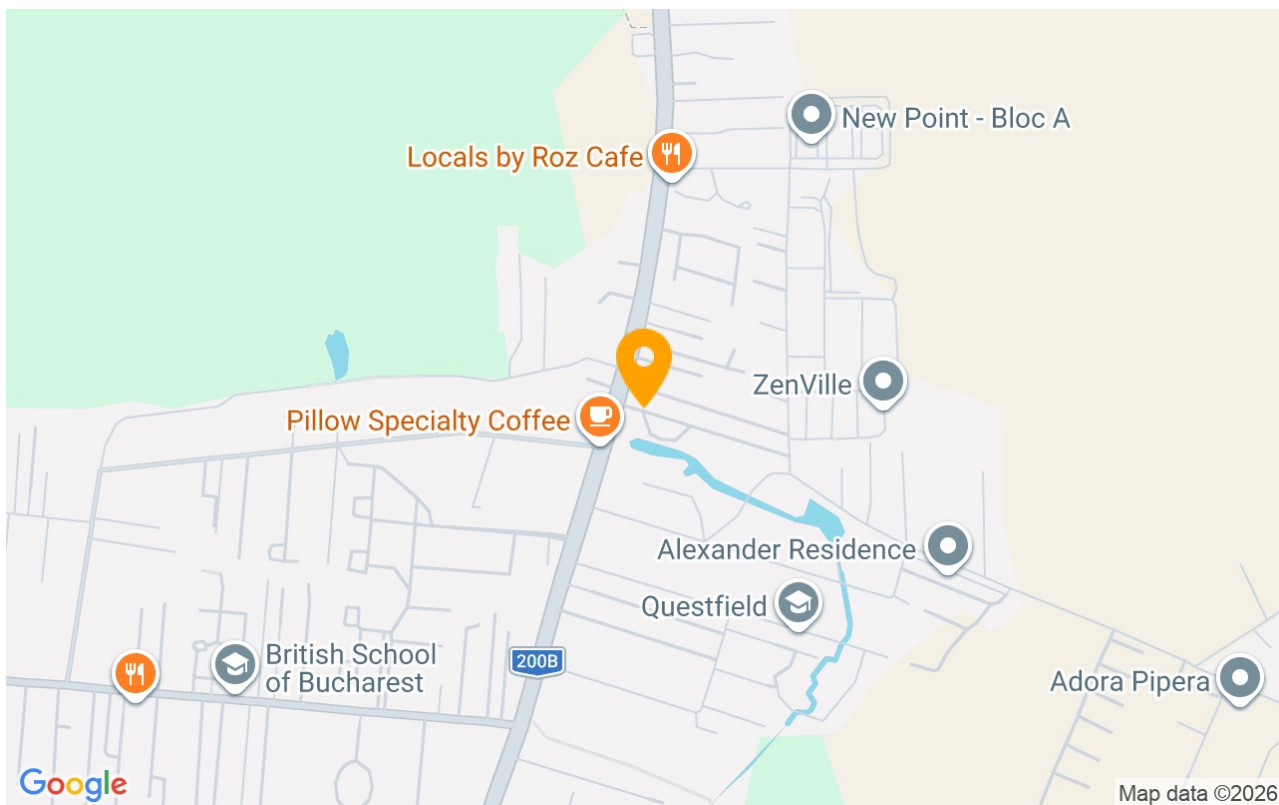 New Point - Bloc A
Locals by Roz Cafe
ZenVille
Pillow Specialty Coffee
Alexander Residence
Questfield
200B
British School
of Bucharest
Adora Pipera
Google
Map data ©2026